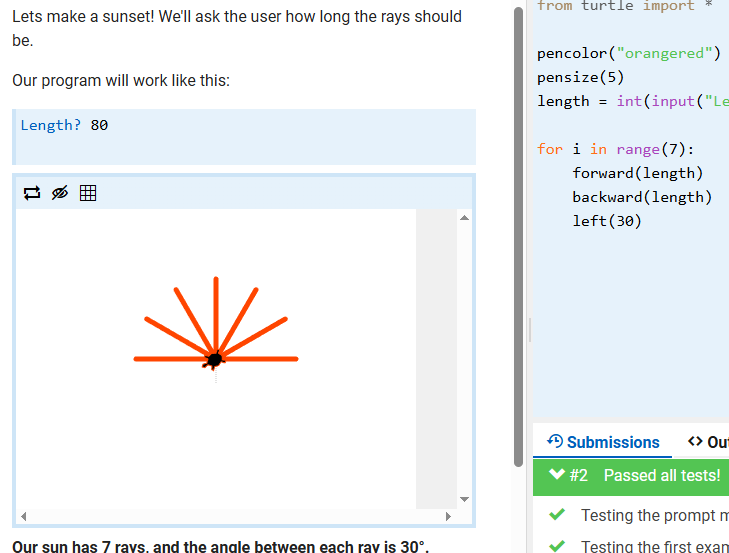 Lets make a sunset! We'll ask the user how long the rays should
be.
Our program will work like this:
Length? 80
Our sun has 7 rays, and the angle between each ray is 30°.
from turtle import *
pencolor("orangered")
pensize(5)
length = int(input("Le
for i in range(7):
forward(length)
backward(length)
left(30)
Submissions
<> Ou
#2 Passed all tests!
Testing the prompt m
Testing the first exam